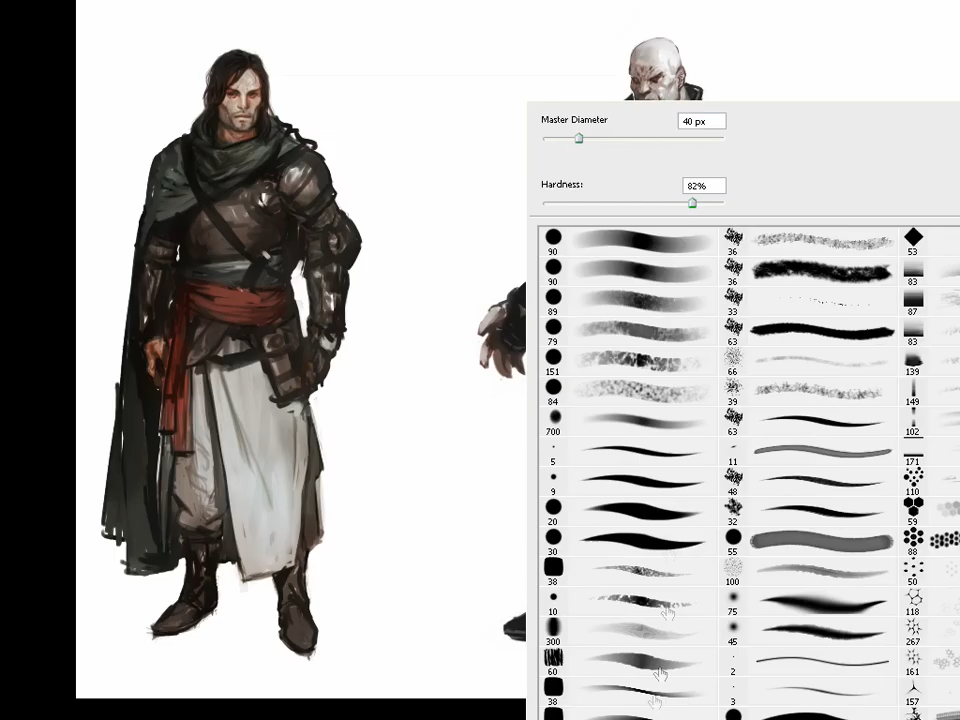 Master Diameter 40 px
Hardness: 82%
90 36 53
90 36 83
89 33 87
79 63 83
151 66 139
84 39 149
700 63 102
5 11 171
9 48 110
20 32 59
30 55 88
38 100 50
10 75 118
300 45 267
60 2 161
38 3 157